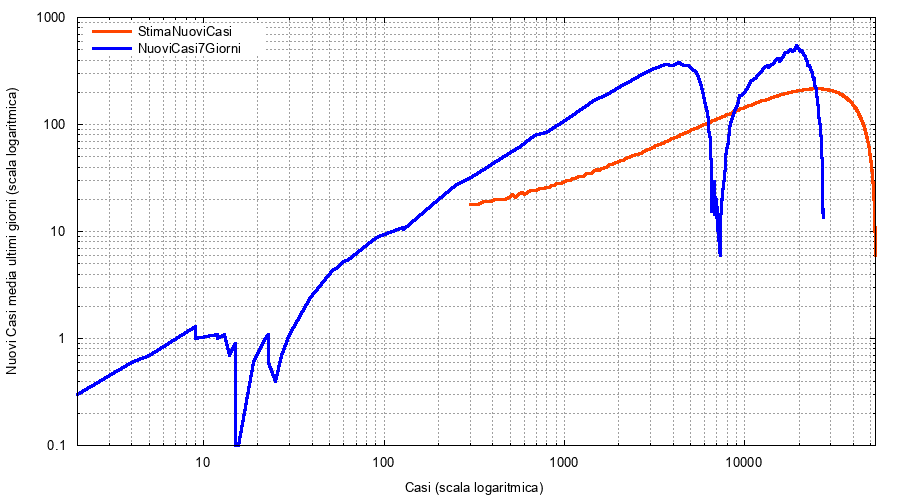 StimaNuoviCasi
NuoviCasi7Giorni
Nuovi Casi media ultimi giorni (scala logaritmica)
1000
100
10
1
0.1
10
100
1000
10000
Casi (scala logaritmica)